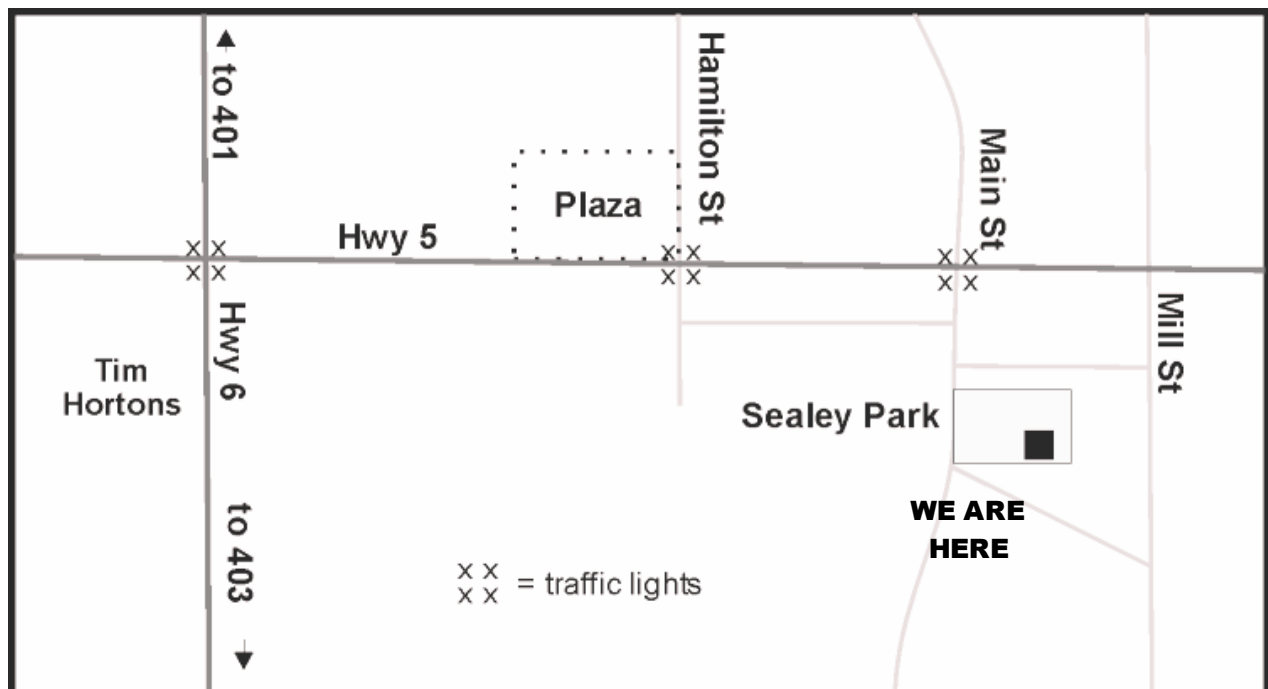 to 401
Hamilton St
Main St
Plaza
Hwy 5
x x
x x
x x
x x
x x
x x
Hwy 6
Mill St
Tim
Hortons
Sealey Park
WE ARE
HERE
to 403
x x
x x = traffic lights